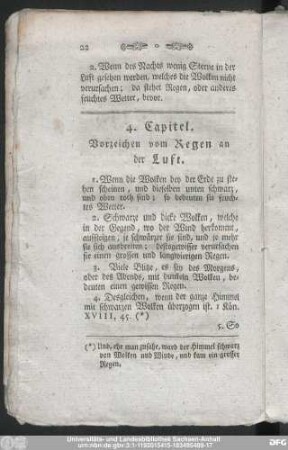 22
2. Wenn des Nachts wenig Sterne in der
Luft gesehen werden, welches die Wolken nicht
verursachen; da stehet Regen, oder anderes
feuchtes Wetter, bevor.
4. Capitel.
Vorzeichen vom Regen an
der Luft.
1. Wenn die Wolken bey der Erde zu ste-
hen scheinen, und dieselben unten schwarz,
und oben roth sind; so bedeuten sie feuch-
tes Wetter.
2. Schwarze und dicke Wolken, welche
in der Gegend, wo der Wind herkommt,
aufsteigen, je schwärzer sie sind, und je mehr
sie sich ausbreiten; destogewisser verursachen
sie einen grossen und langwierigen Regen.
3. Viele Blitze, es sey des Morgens,
oder des Abends, mit dunkeln Wolken, be-
deuten einen gewissen Regen.
4. Desgleichen, wenn der ganze Himmel
mit schwarzen Wolken überzogen ist. 1 Kön.
XVIII, 45. (*)
5. So
(*) Und, ehe man zusahe, ward der Himmel schwarz
von Wolken und Winde, und kam ein grosser
Regen.
Universitäts- und Landesbibliothek Sachsen-Anhalt